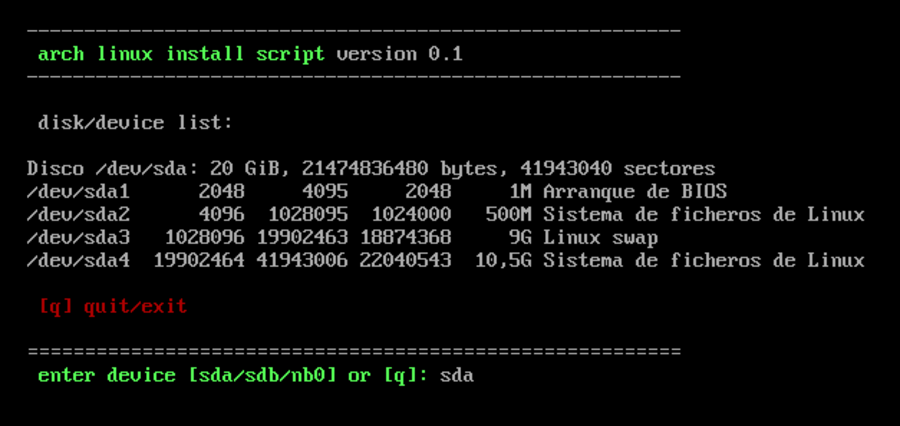 ---------------------------------------------------------
arch linux install script version 0.1
---------------------------------------------------------
disk/device list:
Disco /dev/sda: 20 GiB, 21474836480 bytes, 41943040 sectores
/dev/sda1      2048     4095     2048    1M Arranque de BIOS
/dev/sda2      4096  1028095  1024000  500M Sistema de ficheros de Linux
/dev/sda3   1028096 19902463 18874368    9G Linux swap
/dev/sda4  19902464 41943006 22040543 10,5G Sistema de ficheros de Linux
[q] quit/exit
=========================================================
enter device [sda/sdb/nb0] or [q]: sda